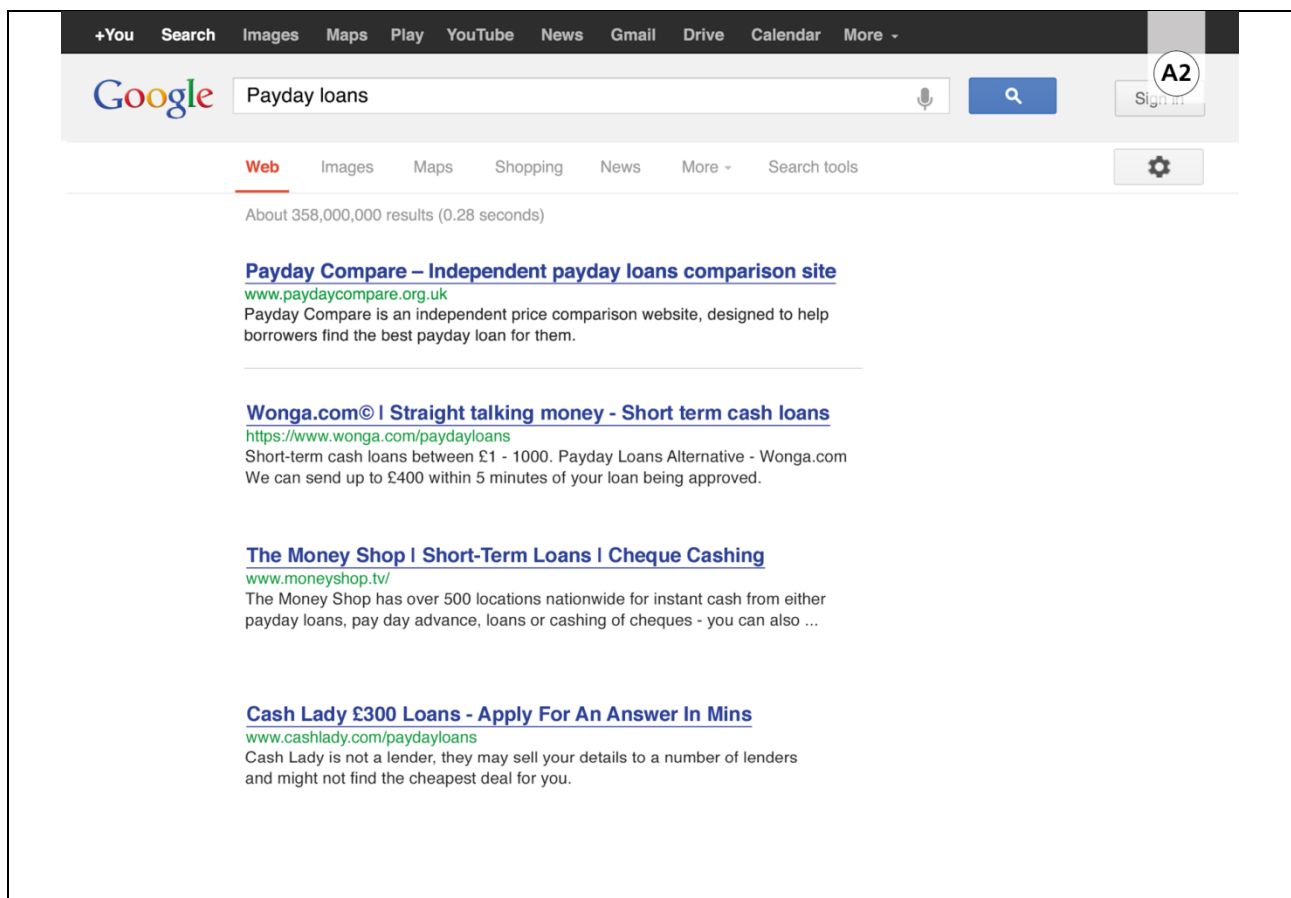 +You Search Images Maps Play YouTube News Gmail Drive Calendar More
A2
Google Payday loans Sign in
Web Images Maps Shopping News More Search tools
About 358,000,000 results (0.28 seconds)
Payday Compare – Independent payday loans comparison site
www.paydaycompare.org.uk
Payday Compare is an independent price comparison website, designed to help
borrowers find the best payday loan for them.
Wonga.com© l Straight talking money - Short term cash loans
https://www.wonga.com/paydayloans
Short-term cash loans between £1 - 1000. Payday Loans Alternative - Wonga.com
We can send up to £400 within 5 minutes of your loan being approved.
The Money Shop l Short-Term Loans l Cheque Cashing
www.moneyshop.tv/
The Money Shop has over 500 locations nationwide for instant cash from either
payday loans, pay day advance, loans or cashing of cheques - you can also ...
Cash Lady £300 Loans - Apply For An Answer In Mins
www.cashlady.com/paydayloans
Cash Lady is not a lender, they may sell your details to a number of lenders
and might not find the cheapest deal for you.